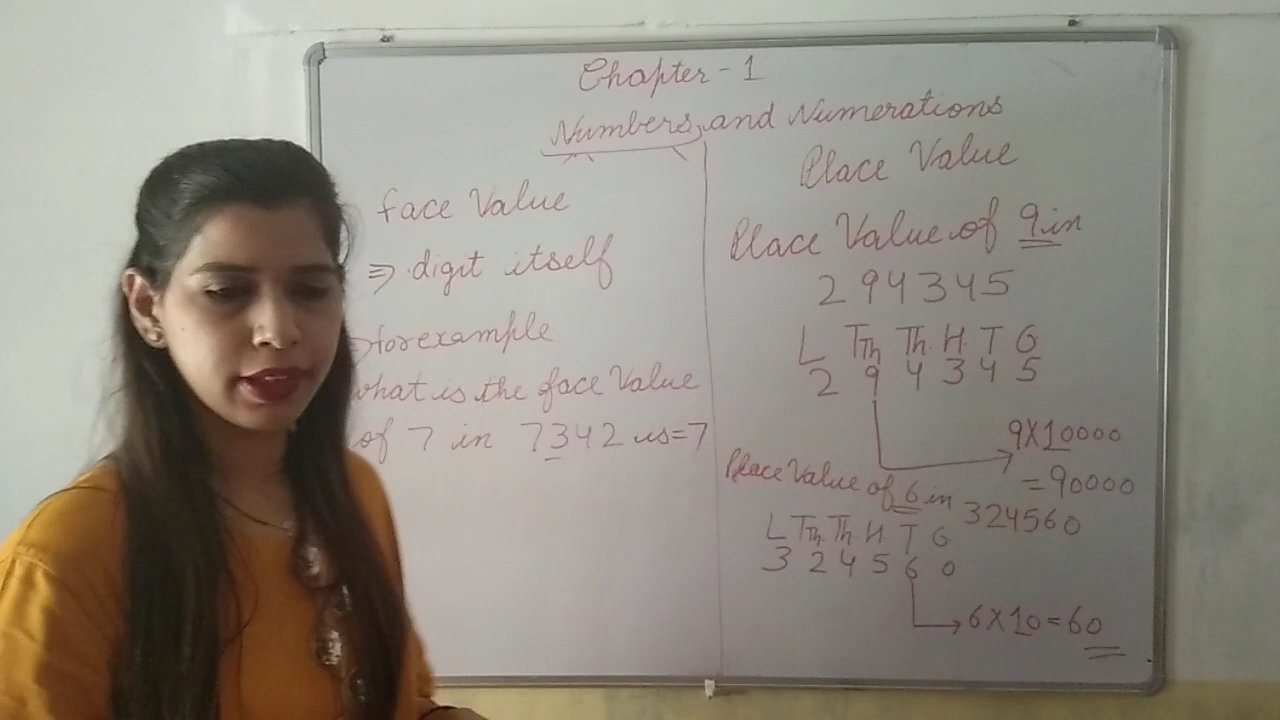 Chapter - 1
Numbers and Numerations
face Value
⇒ digit itself
for example
what is the face Value
of 7 in 7342 is = 7
Place Value
Place Value of 9 in
294345
L TTh Th. H. T O
2 9 4 3 4 5
9X10000
= 90000
Place Value of 6 in 324560
L TTh. Th. H. T O
3 2 4 5 6 0
6X10=60